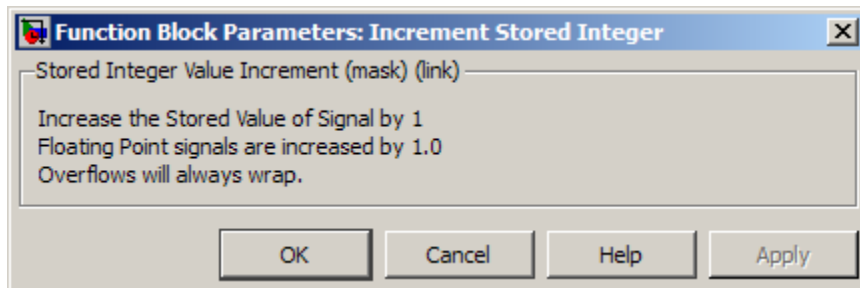 Function Block Parameters: Increment Stored Integer
Stored Integer Value Increment (mask) (link)
Increase the Stored Value of Signal by 1
Floating Point signals are increased by 1.0
Overflows will always wrap.
OK Cancel Help Apply